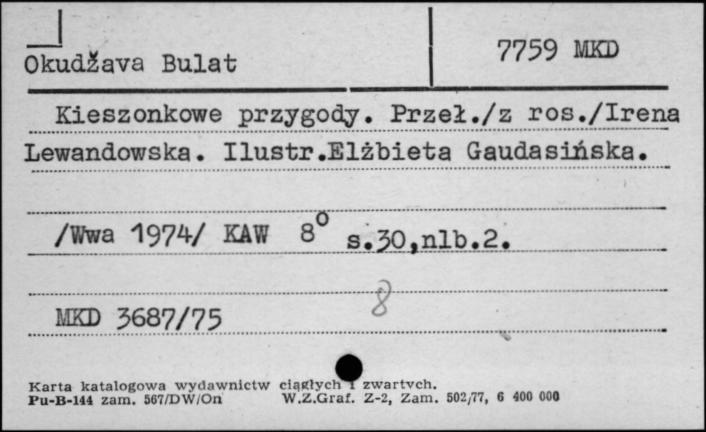 Okudžava Bulat
7759 MKD
Kieszonkowe przygody. Przeł./z ros./Irena
Lewandowska. Ilustr.Elżbieta Gaudasińska.
/Wwa 1974/ KAW 8° s.30,nlb.2.
8
MKD 3687/75
Karta katalogowa wydawnictw ciągłych i zwartych.
Pu-B-144 zam. 567/DW/On W.Z.Graf. Z-2, Zam. 502/77, 6 400 000